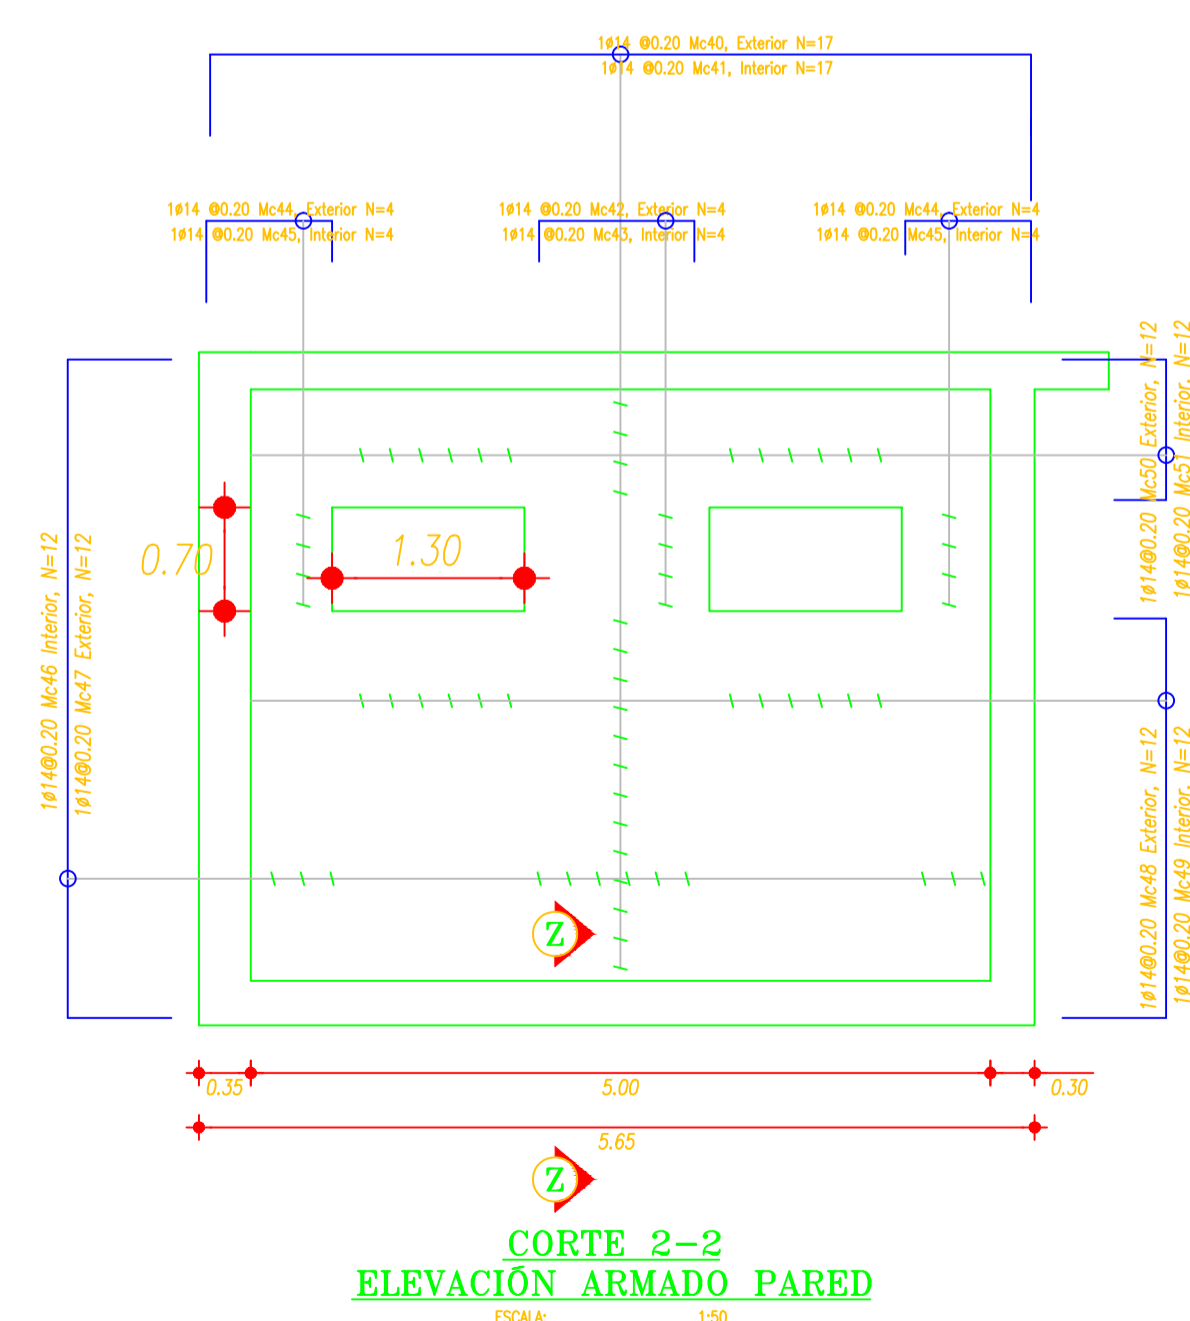 1ø14 @0.20 Mc40, Exterior N=17
1ø14 @0.20 Mc41, Interior N=17
1ø14 @0.20 Mc44, Exterior N=4
1ø14 @0.20 Mc45, Interior N=4
1ø14 @0.20 Mc42, Exterior N=4
1ø14 @0.20 Mc43, Interior N=4
1ø14 @0.20 Mc44, Exterior N=4
1ø14 @0.20 Mc45, Interior N=4
1ø14@0.20 Mc46 Interior, N=12
1ø14@0.20 Mc47 Exterior, N=12
1ø14@0.20 Mc50 Exterior, N=12
1ø14@0.20 Mc51 Interior, N=12
0.70
1.30
1ø14@0.20 Mc48 Exterior, N=12
1ø14@0.20 Mc49 Interior, N=12
Z
0.35
5.00
0.30
5.65
Z
CORTE 2-2
ELEVACIÓN ARMADO PARED
ESCALA: 1:50